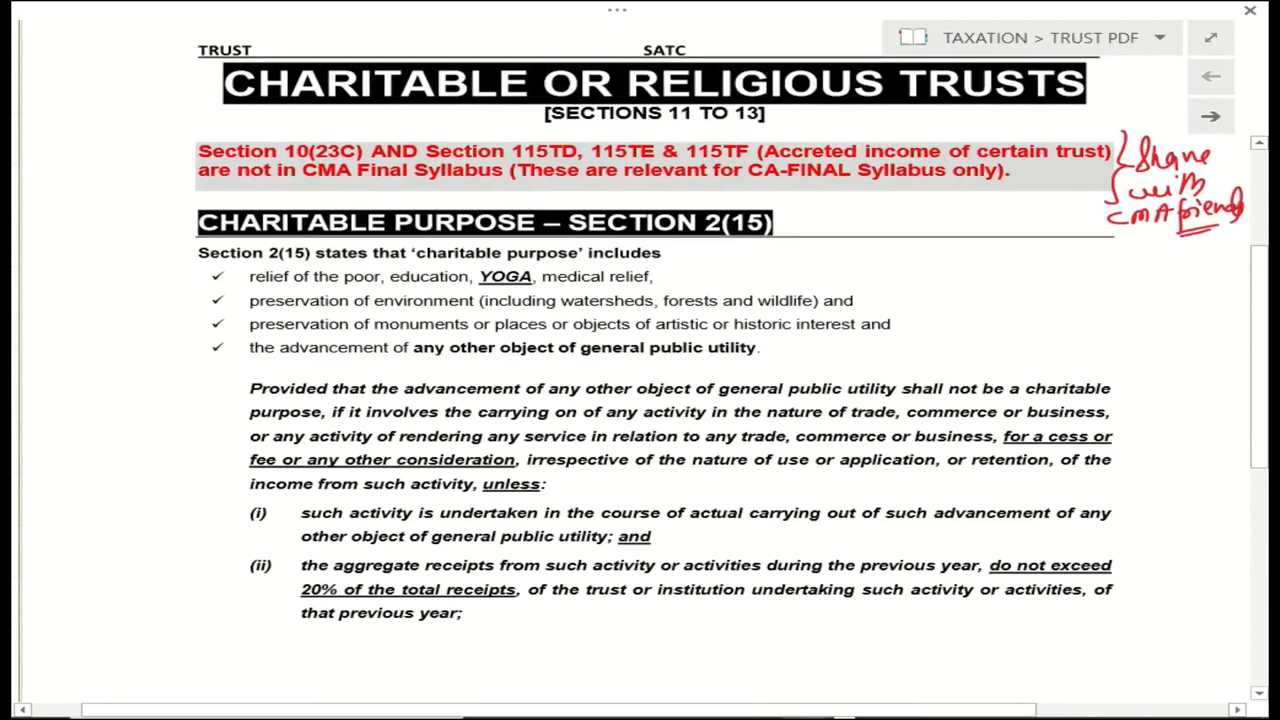 TAXATION > TRUST PDF
TRUST SATC
CHARITABLE OR RELIGIOUS TRUSTS
[SECTIONS 11 TO 13]
Section 10(23C) AND Section 115TD, 115TE & 115TF (Accreted income of certain trust)
are not in CMA Final Syllabus (These are relevant for CA-FINAL Syllabus only).
Share
with
CMA friends
CHARITABLE PURPOSE – SECTION 2(15)
Section 2(15) states that ‘charitable purpose’ includes
✓ relief of the poor, education, YOGA, medical relief,
✓ preservation of environment (including watersheds, forests and wildlife) and
✓ preservation of monuments or places or objects of artistic or historic interest and
✓ the advancement of any other object of general public utility.
Provided that the advancement of any other object of general public utility shall not be a charitable
purpose, if it involves the carrying on of any activity in the nature of trade, commerce or business,
or any activity of rendering any service in relation to any trade, commerce or business, for a cess or
fee or any other consideration, irrespective of the nature of use or application, or retention, of the
income from such activity, unless:
(i) such activity is undertaken in the course of actual carrying out of such advancement of any
other object of general public utility; and
(ii) the aggregate receipts from such activity or activities during the previous year, do not exceed
20% of the total receipts, of the trust or institution undertaking such activity or activities, of
that previous year;